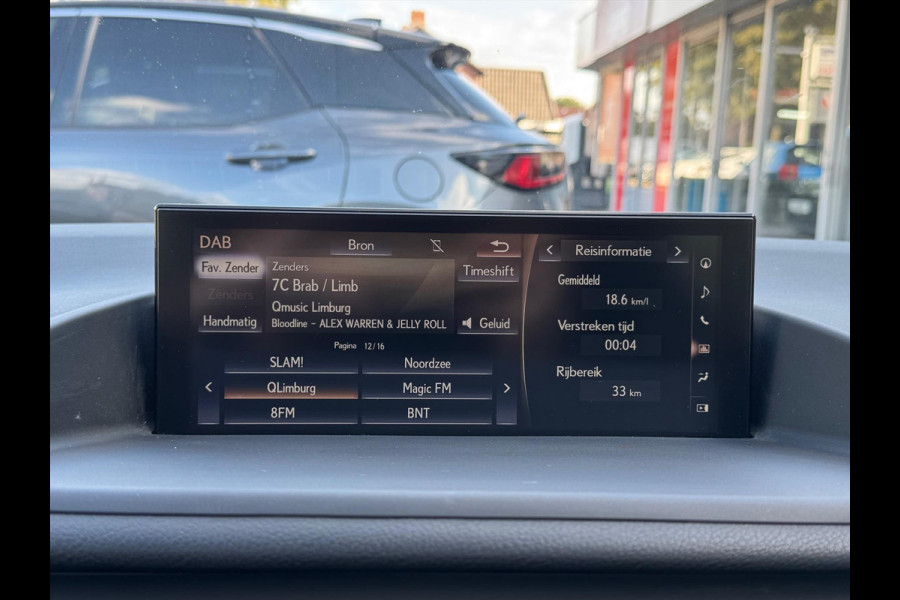 DAB
Bron
Fav. Zender
Zenders
Handmatig
Zenders
7C Brab / Limb
Qmusic Limburg
Bloodline - ALEX WARREN & JELLY ROLL
Timeshift
Geluid
Pagina 12/16
SLAM!
Noordzee
QLimburg
Magic FM
8FM
BNT
Reisinformatie
Gemiddeld
18.6 km/l
Verstreken tijd
00:04
Rijbereik
33 km